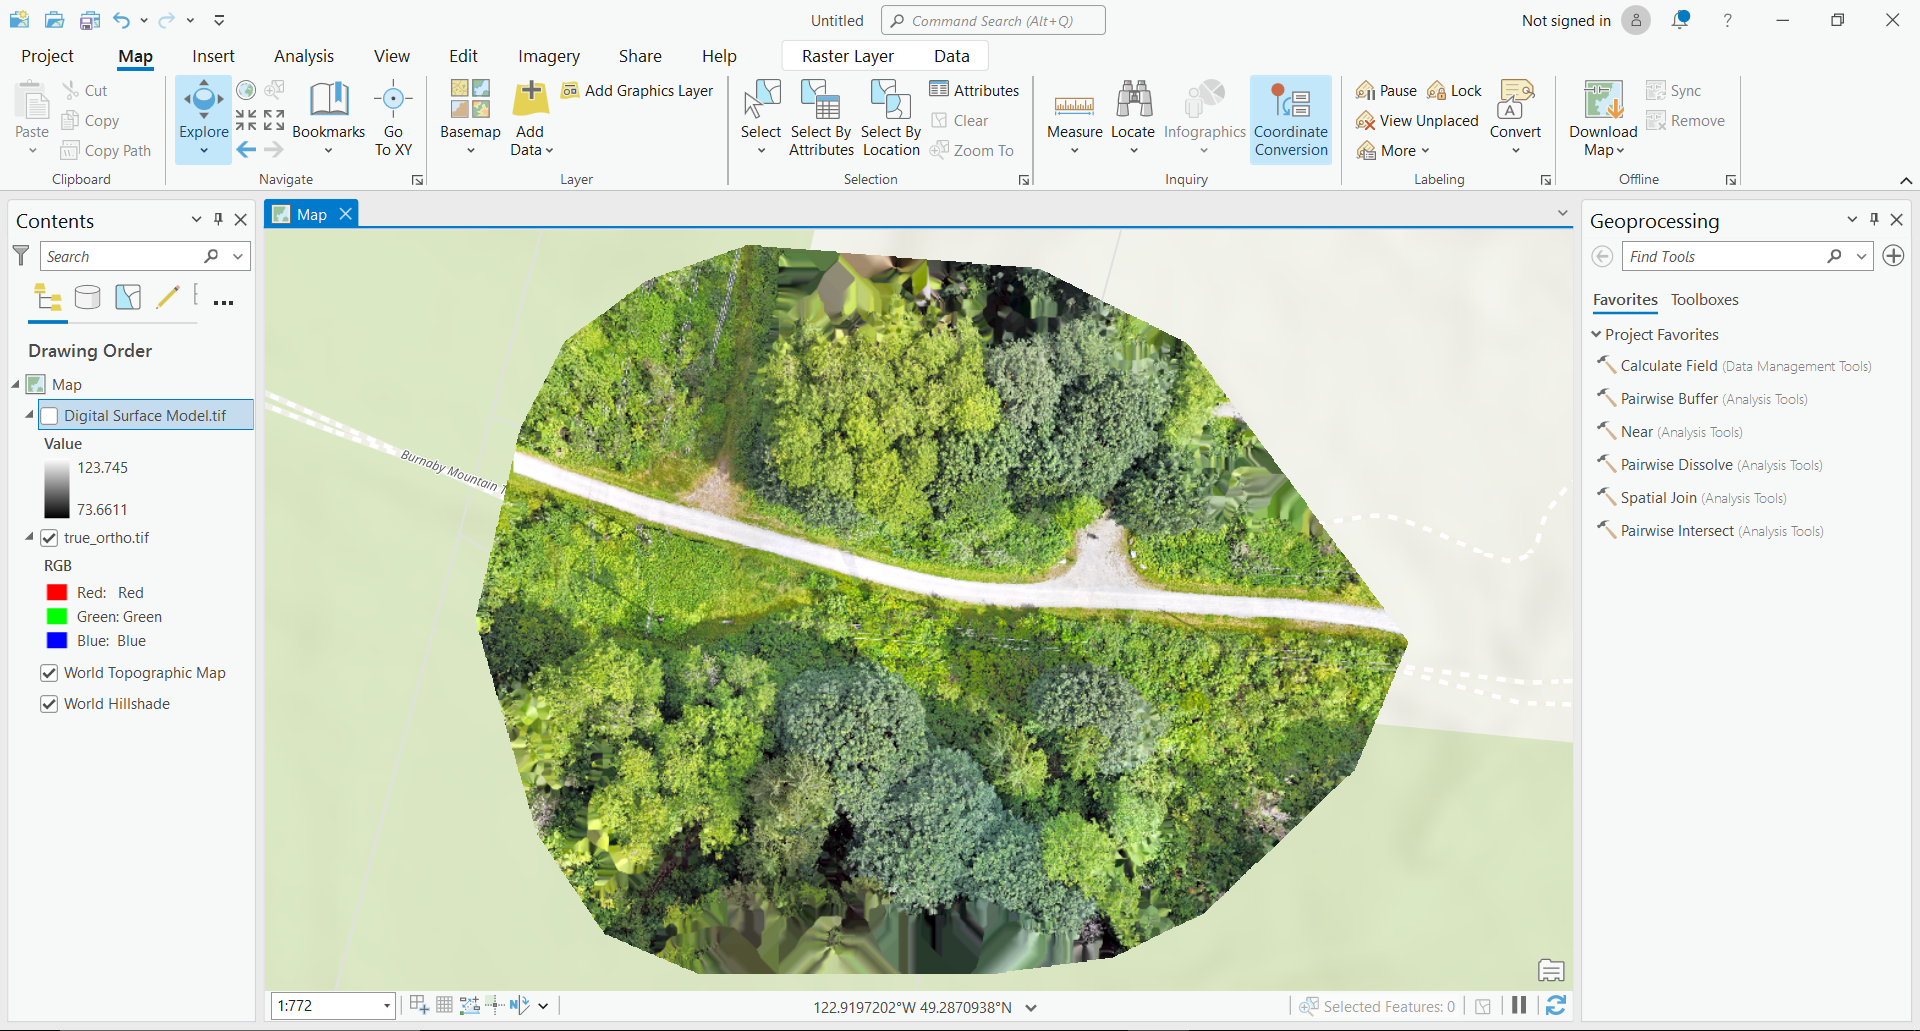 Untitled
Command Search (Alt+Q)
Not signed in
?
Project Map Insert Analysis View Edit Imagery Share Help Raster Layer Data
Paste
Cut
Copy
Copy Path
Clipboard
Explore
Bookmarks
Go
To XY
Navigate
Basemap
Add
Data
Add Graphics Layer
Layer
Select
Select By
Attributes
Select By
Location
Attributes
Clear
Zoom To
Selection
Measure
Locate
Infographics
Coordinate
Conversion
Inquiry
Pause
Lock
View Unplaced
More
Convert
Labeling
Download
Map
Sync
Remove
Offline
Contents
Search
...
Drawing Order
Map
Digital Surface Model.tif
Value
123.745
73.6611
true_ortho.tif
RGB
Red: Red
Green: Green
Blue: Blue
World Topographic Map
World Hillshade
Map
Burnaby Mountain T
1:772
N
122.9197202°W 49.2870938°N
Selected Features: 0
Geoprocessing
Find Tools
Favorites Toolboxes
Project Favorites
Calculate Field (Data Management Tools)
Pairwise Buffer (Analysis Tools)
Near (Analysis Tools)
Pairwise Dissolve (Analysis Tools)
Spatial Join (Analysis Tools)
Pairwise Intersect (Analysis Tools)